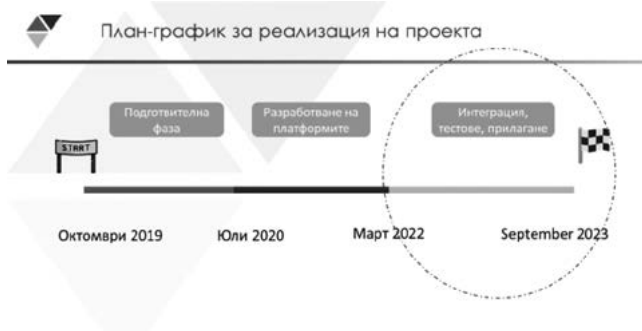 План-график за реализация на проекта
Подготвителна
фаза
Разработване на
платформите
Интеграция,
тестове, прилагане
START
Октомври 2019
Юли 2020
Март 2022
September 2023